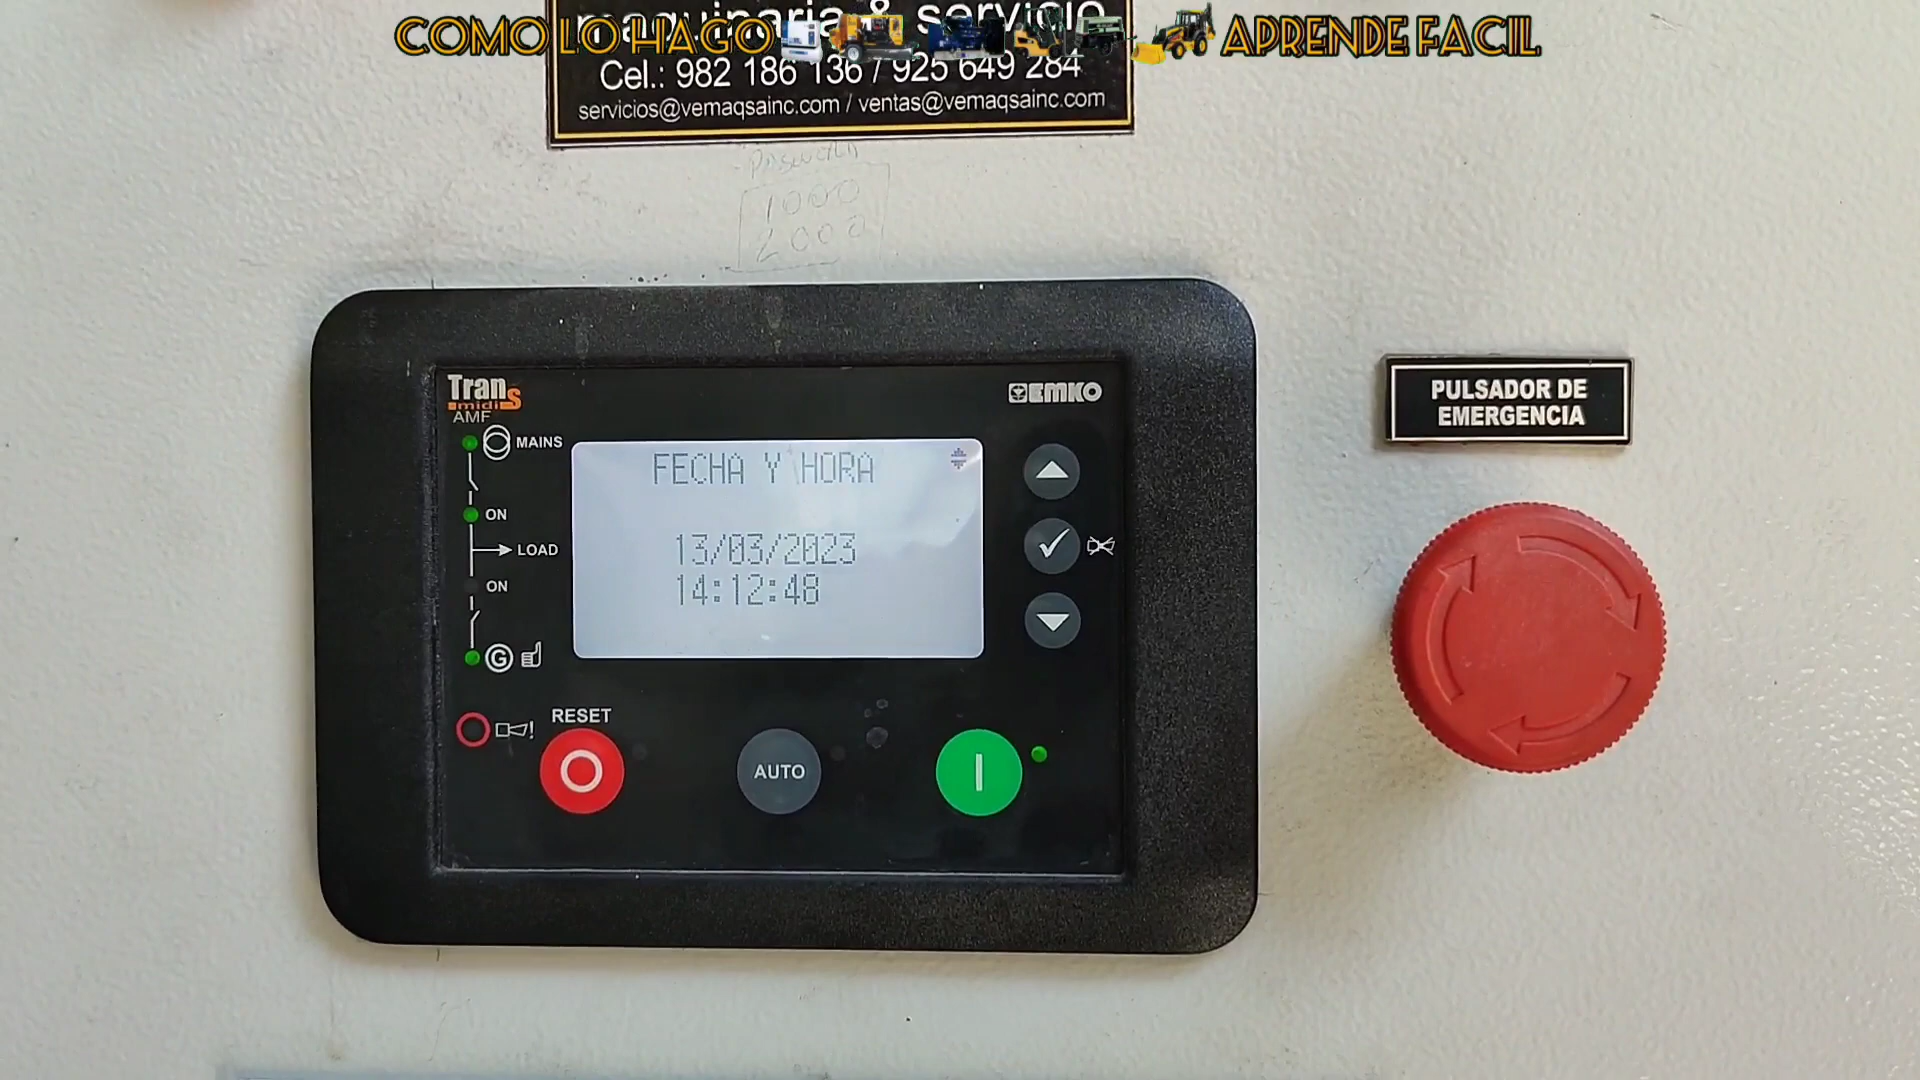 COMO LO HAGO APRENDE FACIL
maquinaria & servicio
Cel.: 982 186 136 / 925 649 284
servicios@vemaqsainc.com / ventas@vemaqsainc.com
1000
2000
Trans
midi
AMF
EMKO
MAINS
ON
LOAD
ON
G
FECHA Y HORA
13/03/2023
14:12:48
RESET
AUTO
PULSADOR DE
EMERGENCIA